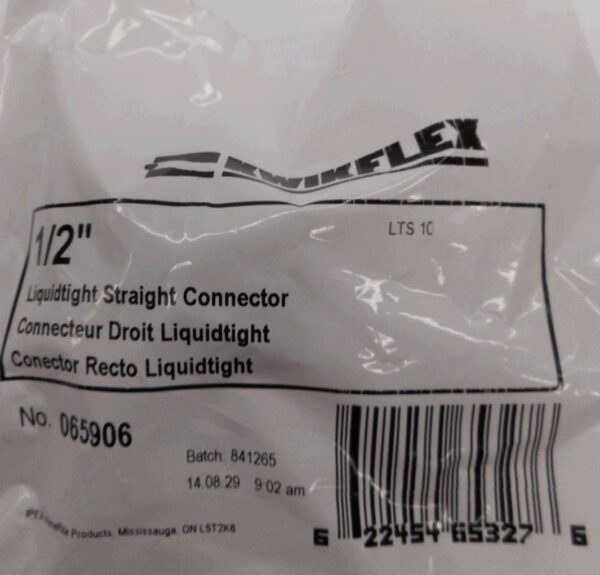 KWIKFLEX
1/2"
LTS 10
Liquidtight Straight Connector
Connecteur Droit Liquidtight
Conector Recto Liquidtight
No. 065906
Batch: 841265
14.08.29 9:02 am
Products, Mississauga, ON L5T2K6
6 22454 65327 6